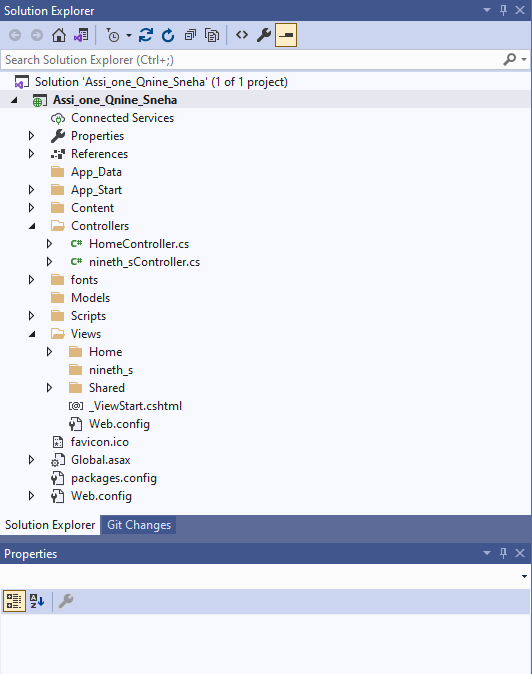 Solution Explorer
Search Solution Explorer (Ctrl+;)
Solution 'Assi_one_Qnine_Sneha' (1 of 1 project)
Assi_one_Qnine_Sneha
Connected Services
Properties
References
App_Data
App_Start
Content
Controllers
C# HomeController.cs
C# nineth_sController.cs
fonts
Models
Scripts
Views
Home
nineth_s
Shared
[@] _ViewStart.cshtml
Web.config
favicon.ico
Global.asax
packages.config
Web.config
Solution Explorer Git Changes
Properties